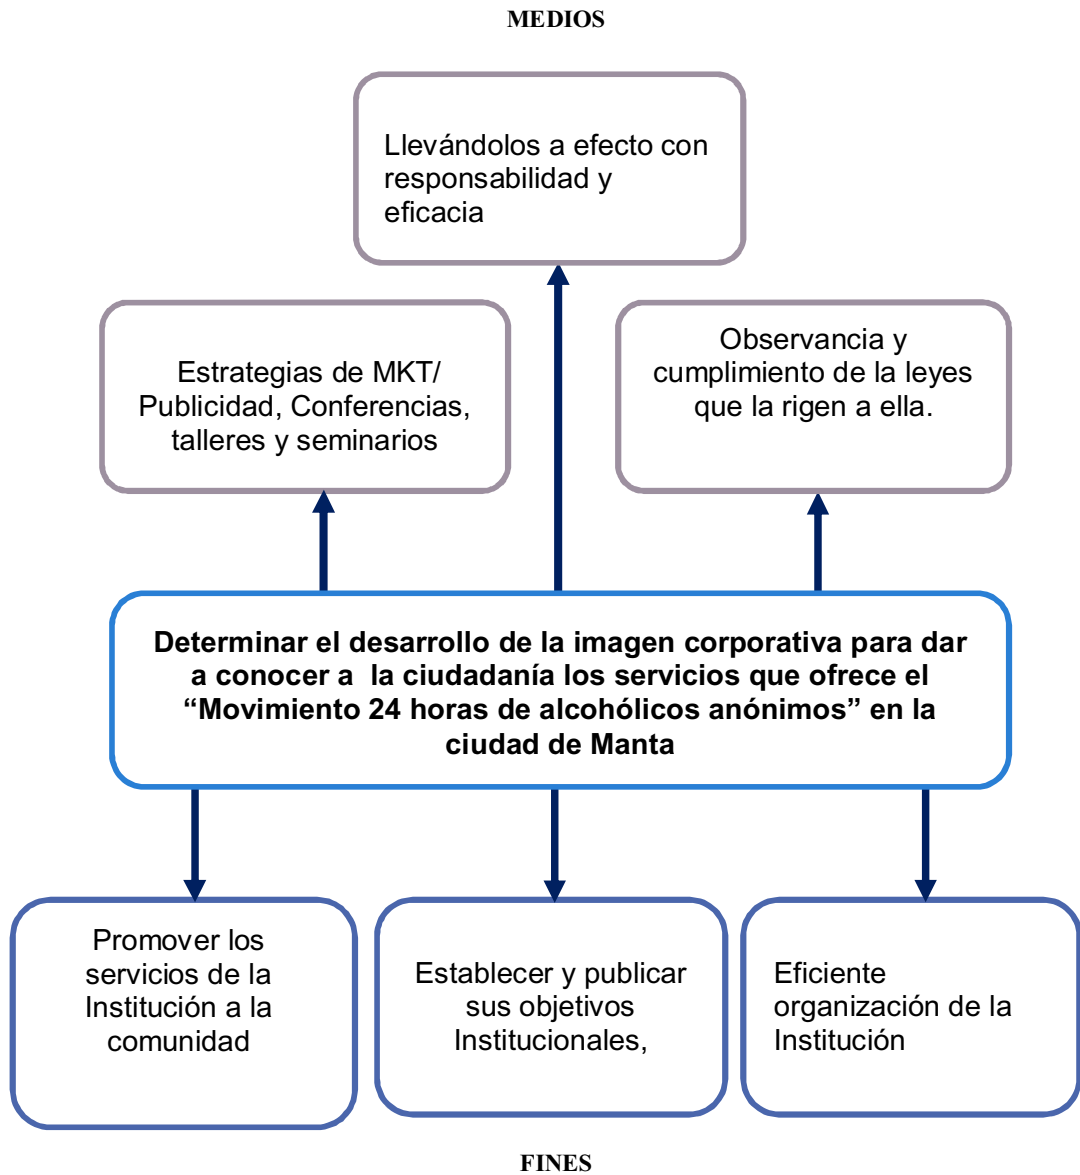 MEDIOS
Llevándolos a efecto con
responsabilidad y
eficacia
Estrategias de MKT/
Publicidad, Conferencias,
talleres y seminarios
Observancia y
cumplimiento de la leyes
que la rigen a ella.
Determinar el desarrollo de la imagen corporativa para dar
a conocer a la ciudadanía los servicios que ofrece el
“Movimiento 24 horas de alcohólicos anónimos” en la
ciudad de Manta
Promover los
servicios de la
Institución a la
comunidad
Establecer y publicar
sus objetivos
Institucionales,
Eficiente
organización de la
Institución
FINES